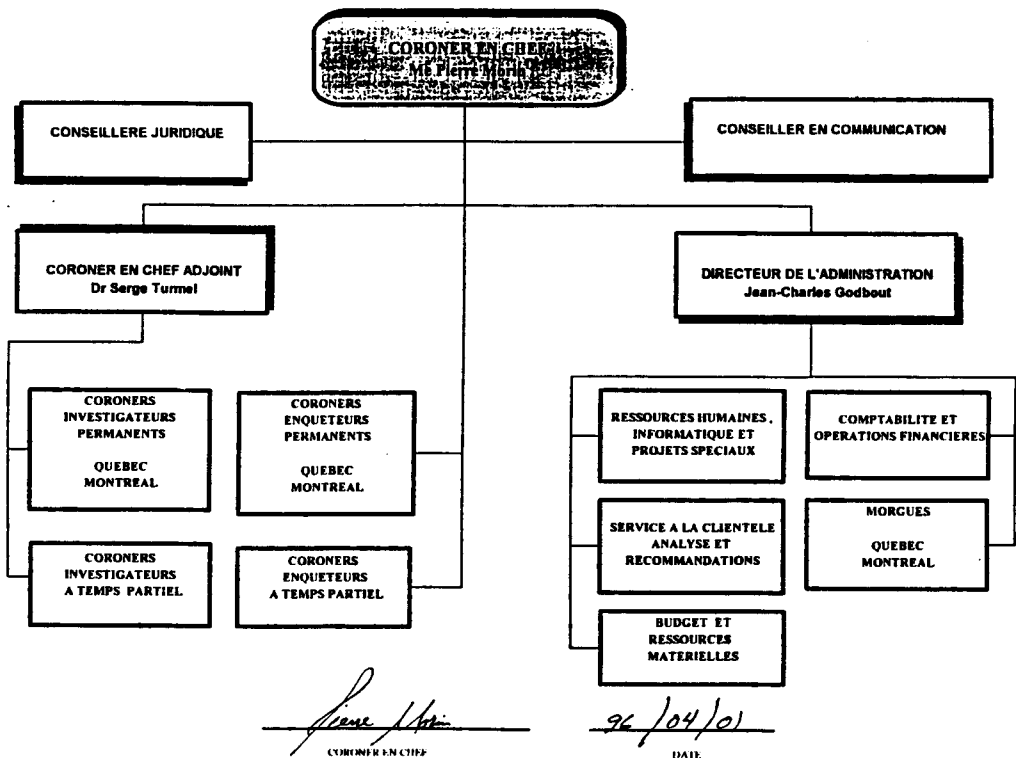 CORONER EN CHEF
Me Pierre Morin
CONSEILLERE JURIDIQUE
CONSEILLER EN COMMUNICATION
CORONER EN CHEF ADJOINT
Dr Serge Turmel
DIRECTEUR DE L'ADMINISTRATION
Jean-Charles Godbout
CORONERS
INVESTIGATEURS
PERMANENTS
QUEBEC
MONTREAL
CORONERS
ENQUETEURS
PERMANENTS
QUEBEC
MONTREAL
RESSOURCES HUMAINES,
INFORMATIQUE ET
PROJETS SPECIAUX
COMPTABILITE ET
OPERATIONS FINANCIERES
CORONERS
INVESTIGATEURS
A TEMPS PARTIEL
CORONERS
ENQUETEURS
A TEMPS PARTIEL
SERVICE A LA CLIENTELE
ANALYSE ET
RECOMMANDATIONS
MORGUES
QUEBEC
MONTREAL
BUDGET ET
RESSOURCES
MATERIELLES
Pierre Morin
96/04/01
CORONER EN CHEF
DATE